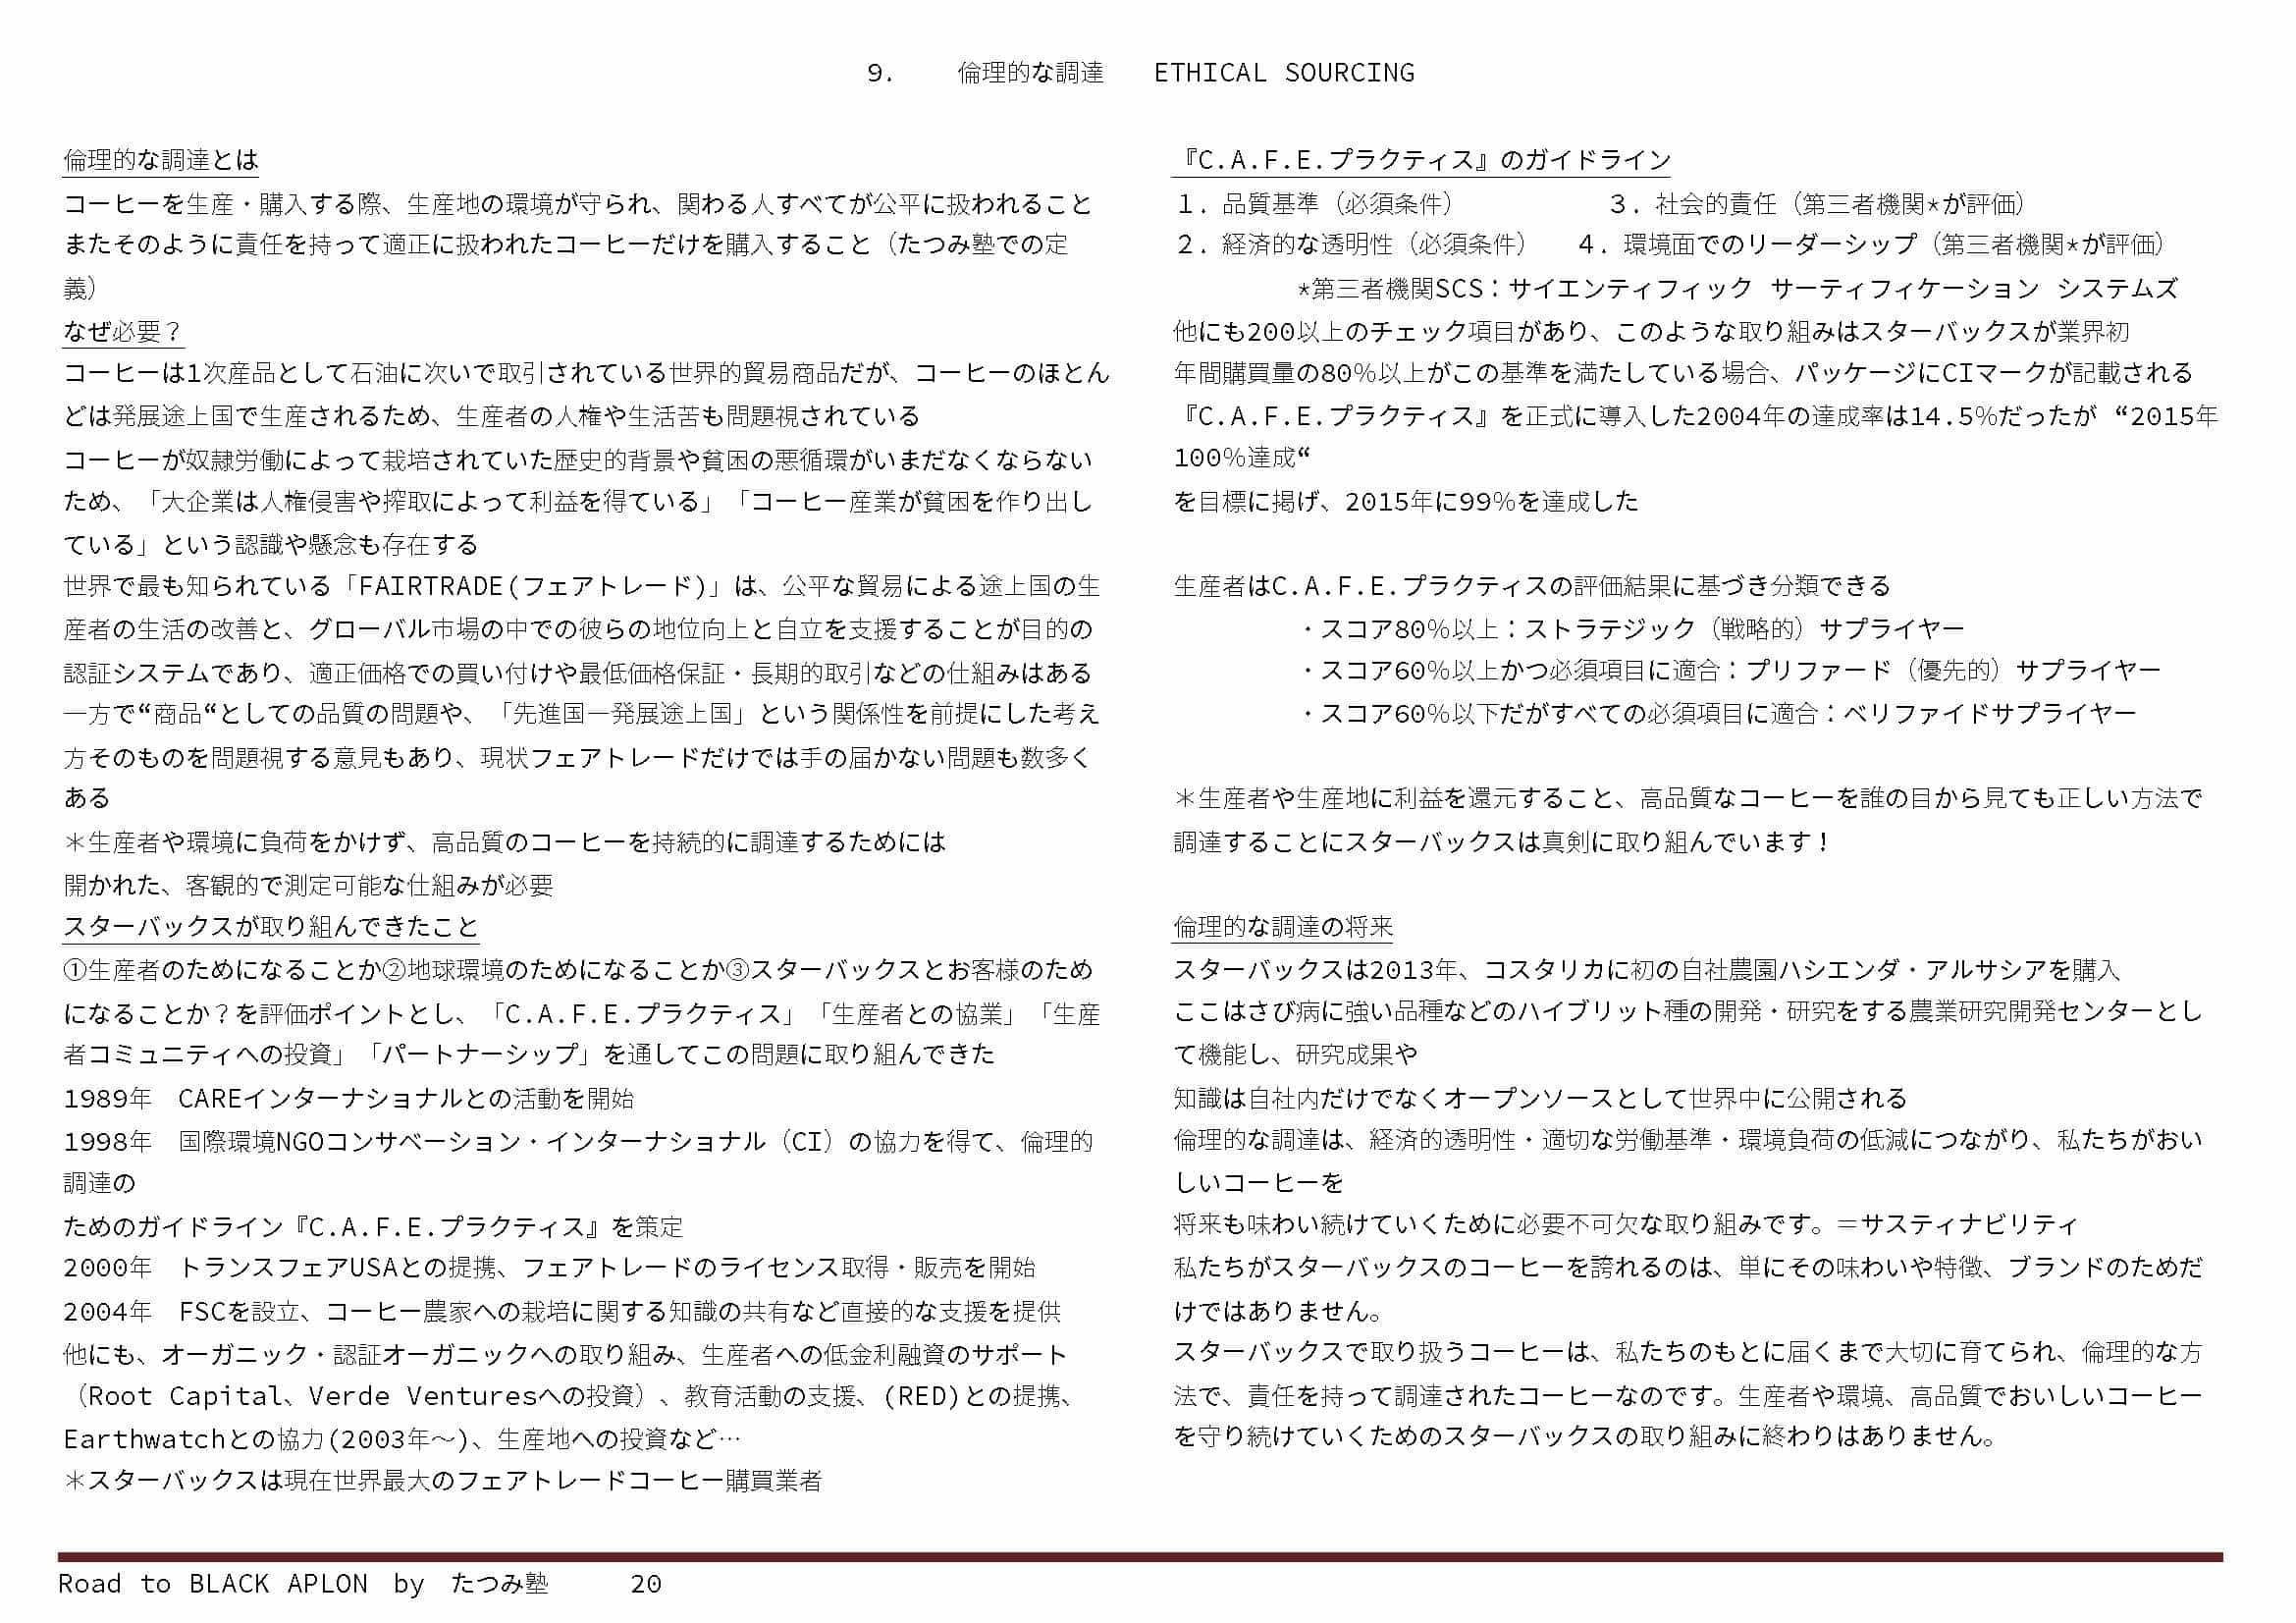 9.　倫理的な調達　ETHICAL SOURCING
倫理的な調達とは
コーヒーを生産・購入する際、生産地の環境が守られ、関わる人すべてが公平に扱われること
またそのように責任を持って適正に扱われたコーヒーだけを購入すること（たつみ塾での定
義）
なぜ必要？
コーヒーは1次産品として石油に次いで取引されている世界的貿易商品だが、コーヒーのほとん
どは発展途上国で生産されるため、生産者の人権や生活苦も問題視されている
コーヒーが奴隷労働によって栽培されていた歴史的背景や貧困の悪循環がいまだなくならない
ため、「大企業は人権侵害や搾取によって利益を得ている」「コーヒー産業が貧困を作り出し
ている」という認識や懸念も存在する
世界で最も知られている「FAIRTRADE(フェアトレード)」は、公平な貿易による途上国の生
産者の生活の改善と、グローバル市場の中での彼らの地位向上と自立を支援することが目的の
認証システムであり、適正価格での買い付けや最低価格保証・長期的取引などの仕組みはある
一方で“商品“としての品質の問題や、「先進国―発展途上国」という関係性を前提にした考え
方そのものを問題視する意見もあり、現状フェアトレードだけでは手の届かない問題も数多く
ある
＊生産者や環境に負荷をかけず、高品質のコーヒーを持続的に調達するためには
開かれた、客観的で測定可能な仕組みが必要
スターバックスが取り組んできたこと
①生産者のためになることか②地球環境のためになることか③スターバックスとお客様のため
になることか？を評価ポイントとし、「C.A.F.E.プラクティス」「生産者との協業」「生産
者コミュニティへの投資」「パートナーシップ」を通してこの問題に取り組んできた
1989年　CAREインターナショナルとの活動を開始
1998年　国際環境NGOコンサベーション・インターナショナル（CI）の協力を得て、倫理的
調達の
ためのガイドライン『C.A.F.E.プラクティス』を策定
2000年　トランスフェアUSAとの提携、フェアトレードのライセンス取得・販売を開始
2004年　FSCを設立、コーヒー農家への栽培に関する知識の共有など直接的な支援を提供
他にも、オーガニック・認証オーガニックへの取り組み、生産者への低金利融資のサポート
（Root Capital、Verde Venturesへの投資）、教育活動の支援、(RED)との提携、
Earthwatchとの協力(2003年～)、生産地への投資など…
＊スターバックスは現在世界最大のフェアトレードコーヒー購買業者
『C.A.F.E.プラクティス』のガイドライン
１．品質基準（必須条件）　３．社会的責任（第三者機関*が評価）
２．経済的な透明性（必須条件）　４．環境面でのリーダーシップ（第三者機関*が評価）
*第三者機関SCS：サイエンティフィック サーティフィケーション システムズ
他にも200以上のチェック項目があり、このような取り組みはスターバックスが業界初
年間購買量の80％以上がこの基準を満たしている場合、パッケージにCIマークが記載される
『C.A.F.E.プラクティス』を正式に導入した2004年の達成率は14.5％だったが “2015年
100％達成“
を目標に掲げ、2015年に99％を達成した
生産者はC.A.F.E.プラクティスの評価結果に基づき分類できる
・スコア80％以上：ストラテジック（戦略的）サプライヤー
・スコア60％以上かつ必須項目に適合：プリファード（優先的）サプライヤー
・スコア60％以下だがすべての必須項目に適合：ベリファイドサプライヤー
＊生産者や生産地に利益を還元すること、高品質なコーヒーを誰の目から見ても正しい方法で
調達することにスターバックスは真剣に取り組んでいます！
倫理的な調達の将来
スターバックスは2013年、コスタリカに初の自社農園ハシエンダ・アルサシアを購入
ここはさび病に強い品種などのハイブリット種の開発・研究をする農業研究開発センターとし
て機能し、研究成果や
知識は自社内だけでなくオープンソースとして世界中に公開される
倫理的な調達は、経済的透明性・適切な労働基準・環境負荷の低減につながり、私たちがおい
しいコーヒーを
将来も味わい続けていくために必要不可欠な取り組みです。＝サスティナビリティ
私たちがスターバックスのコーヒーを誇れるのは、単にその味わいや特徴、ブランドのためだ
けではありません。
スターバックスで取り扱うコーヒーは、私たちのもとに届くまで大切に育てられ、倫理的な方
法で、責任を持って調達されたコーヒーなのです。生産者や環境、高品質でおいしいコーヒー
を守り続けていくためのスターバックスの取り組みに終わりはありません。
Road to BLACK APLON by たつみ塾　20